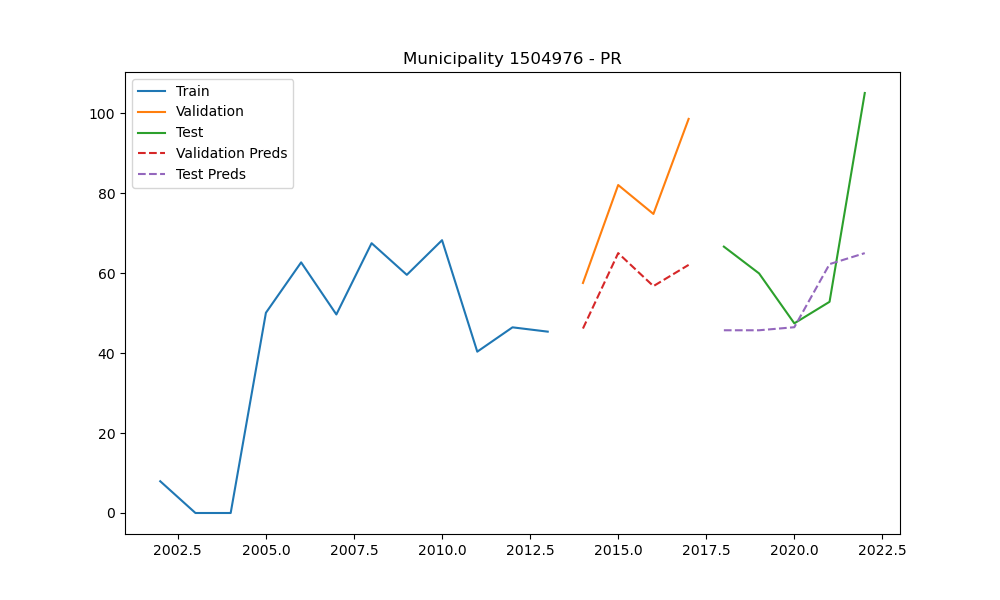 Municipality 1504976 - PR
Train
Validation
Test
Validation Preds
Test Preds
100
80
60
40
20
0
2002.5 2005.0 2007.5 2010.0 2012.5 2015.0 2017.5 2020.0 2022.5